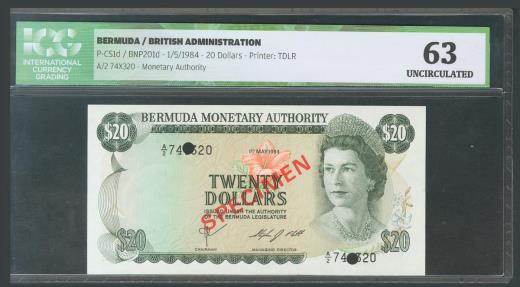 ICG
INTERNATIONAL
CURRENCY
GRADING
BERMUDA / BRITISH ADMINISTRATION
P-CS1d / BNP201d - 1/5/1984 - 20 Dollars - Printer: TDLR
A/2 74X320 - Monetary Authority
63
UNCIRCULATED
BERMUDA MONETARY AUTHORITY
$20
$20
A/2 74 320
1ST MAY 1984
TWENTY
DOLLARS
SPECIMEN
ISSUED UNDER THE AUTHORITY
OF THE BERMUDA LEGISLATURE
CHAIRMAN
MANAGING DIRECTOR
$20
$20
A/2 74 320